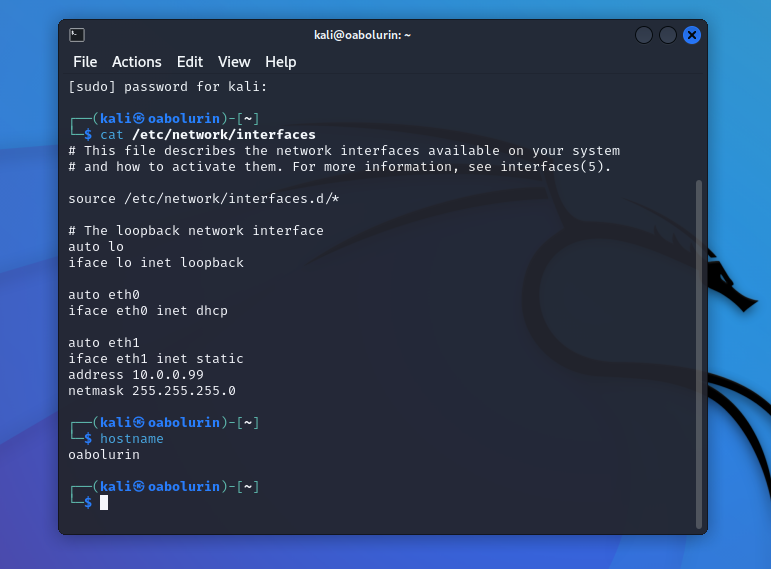 kali@oabolurin: ~
File Actions Edit View Help
[sudo] password for kali:
┌──(kali㉿oabolurin)-[~]
└─$ cat /etc/network/interfaces
# This file describes the network interfaces available on your system
# and how to activate them. For more information, see interfaces(5).
source /etc/network/interfaces.d/*
# The loopback network interface
auto lo
iface lo inet loopback
auto eth0
iface eth0 inet dhcp
auto eth1
iface eth1 inet static
address 10.0.0.99
netmask 255.255.255.0
┌──(kali㉿oabolurin)-[~]
└─$ hostname
oabolurin
┌──(kali㉿oabolurin)-[~]
└─$